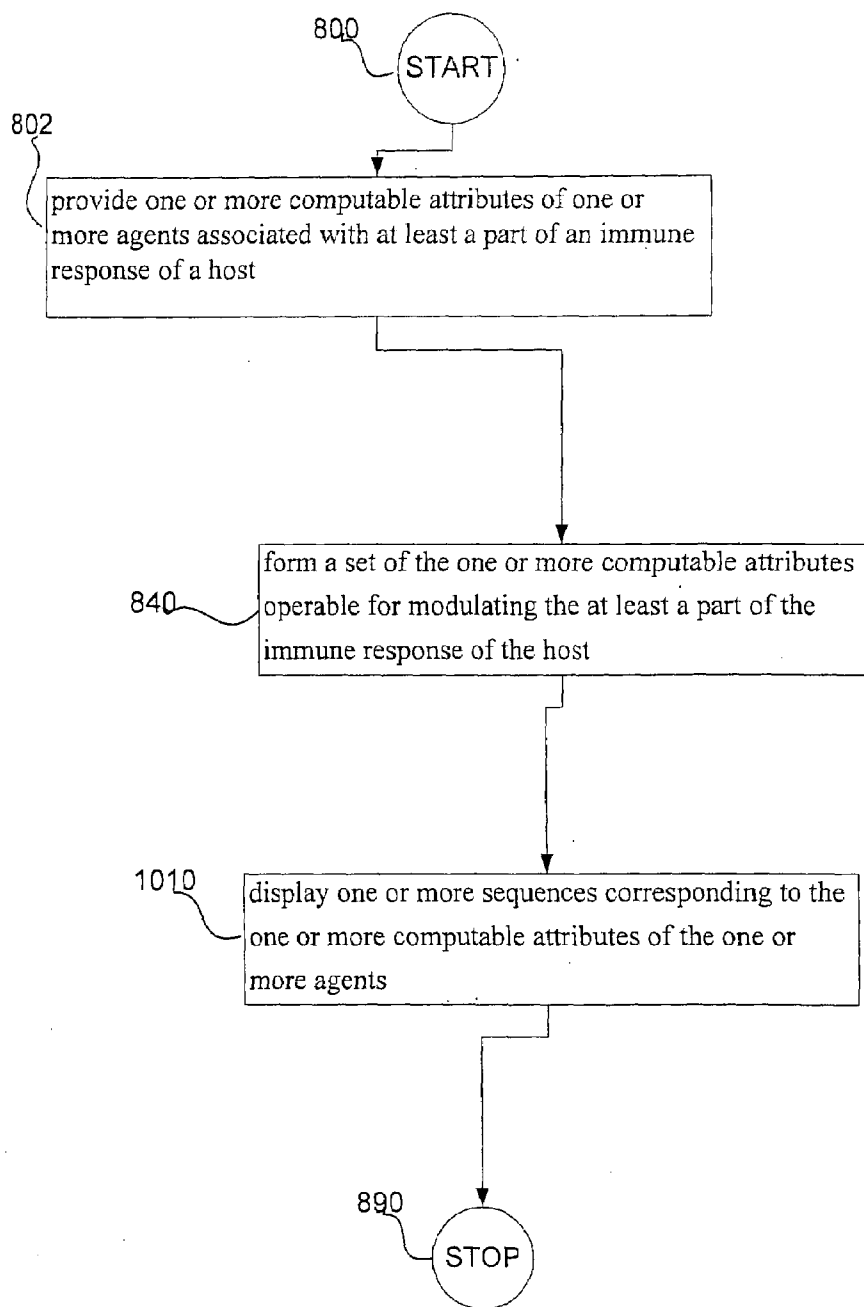 800
START
802
provide one or more computable attributes of one or
more agents associated with at least a part of an immune
response of a host
form a set of the one or more computable attributes
840
operable for modulating the at least a part of the
immune response of the host
1010
display one or more sequences corresponding to the
one or more computable attributes of the one or
more agents
890
STOP